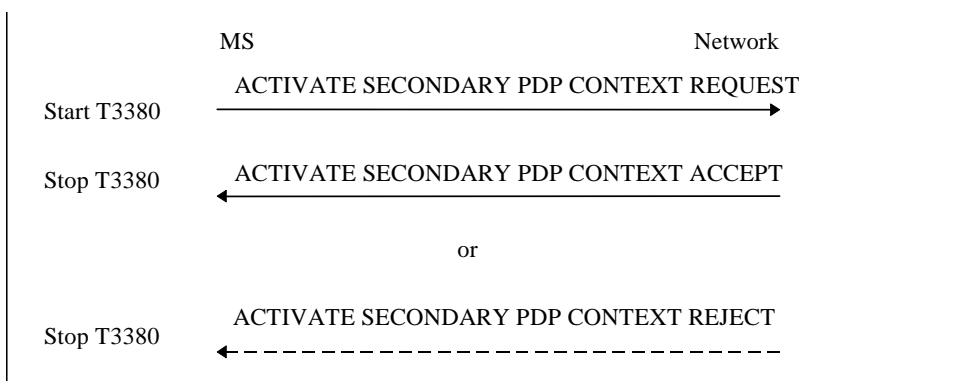 MS Network
ACTIVATE SECONDARY PDP CONTEXT REQUEST
Start T3380
ACTIVATE SECONDARY PDP CONTEXT ACCEPT
Stop T3380
or
ACTIVATE SECONDARY PDP CONTEXT REJECT
Stop T3380